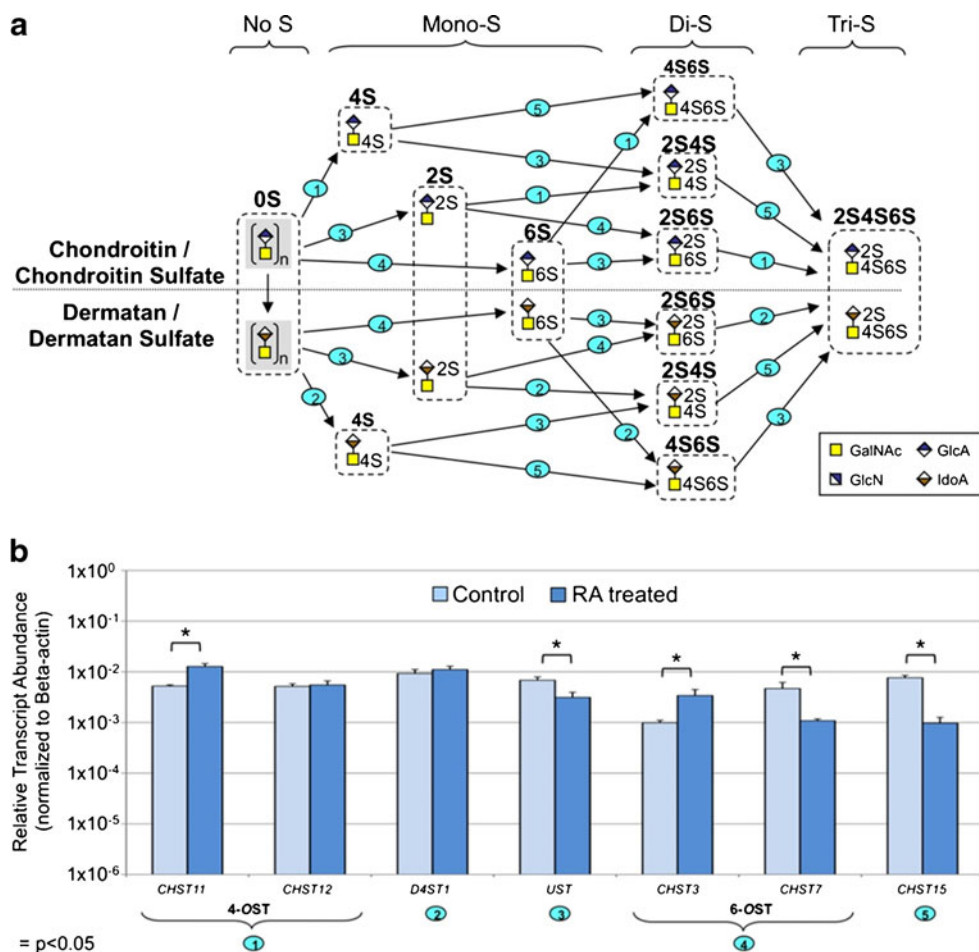 a
No S Mono-S Di-S Tri-S
4S6S
4S
5
4S6S
4S
1
3
3
2S4S
2S
4S
1
2S
1
2S
0S
5
2S4S6S
3
4
2S6S
n
6S
2S
6S
1
2S
4S6S
Chondroitin /
Chondroitin Sulfate
4
6S
3
Dermatan /
Dermatan Sulfate
n
4
6S
3
2S6S
2S
6S
2
2S
4S6S
3
2S
4
2S4S
2S
4S
5
2
2
4S
4S
3
2
4S6S
4S6S
3
5
GalNAc GlcA
GlcN IdoA
b
Control RA treated
Relative Transcript Abundance
(normalized to Beta-actin)
1x10⁰
1x10⁻¹
1x10⁻²
1x10⁻³
1x10⁻⁴
1x10⁻⁵
1x10⁻⁶
* * * * *
CHST11 CHST12 D4ST1 UST CHST3 CHST7 CHST15
4-OST 2 3 6-OST 5
1 4
= p<0.05